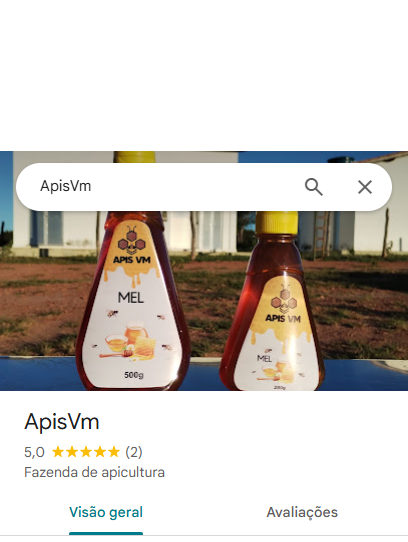 ApisVm
APIS VM
MEL
500g
APIS VM
MEL
250g
ApisVm
5,0 (2)
Fazenda de apicultura
Visão geral
Avaliações